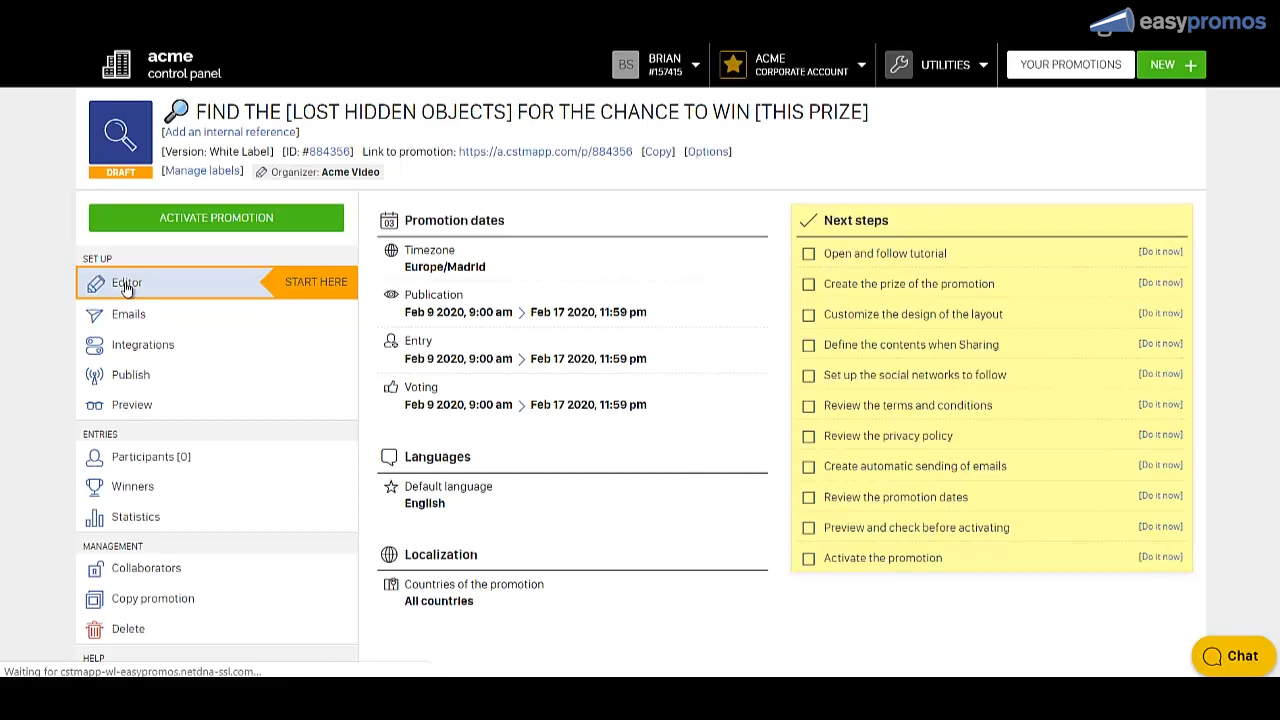 easypromos
acme
control panel
BS
BRIAN
#157415
ACME
CORPORATE ACCOUNT
UTILITIES
YOUR PROMOTIONS
NEW +
FIND THE [LOST HIDDEN OBJECTS] FOR THE CHANCE TO WIN [THIS PRIZE]
[Add an internal reference]
[Version: White Label] [ID: #884356] Link to promotion: https://a.cstmapp.com/p/884356 [Copy] [Options]
DRAFT
[Manage labels] Organizer: Acme Video
ACTIVATE PROMOTION
SET UP
Editor
START HERE
Emails
Integrations
Publish
Preview
ENTRIES
Participants [0]
Winners
Statistics
MANAGEMENT
Collaborators
Copy promotion
Delete
HELP
Waiting for cstmapp-wl-easypromos.netdna-ssl.com...
03
Promotion dates
Timezone
Europe/Madrid
Publication
Feb 9 2020, 9:00 am > Feb 17 2020, 11:59 pm
Entry
Feb 9 2020, 9:00 am > Feb 17 2020, 11:59 pm
Voting
Feb 9 2020, 9:00 am > Feb 17 2020, 11:59 pm
Languages
Default language
English
Localization
Countries of the promotion
All countries
Next steps
Open and follow tutorial [Do it now]
Create the prize of the promotion [Do it now]
Customize the design of the layout [Do it now]
Define the contents when Sharing [Do it now]
Set up the social networks to follow [Do it now]
Review the terms and conditions [Do it now]
Review the privacy policy [Do it now]
Create automatic sending of emails [Do it now]
Review the promotion dates [Do it now]
Preview and check before activating [Do it now]
Activate the promotion [Do it now]
Chat